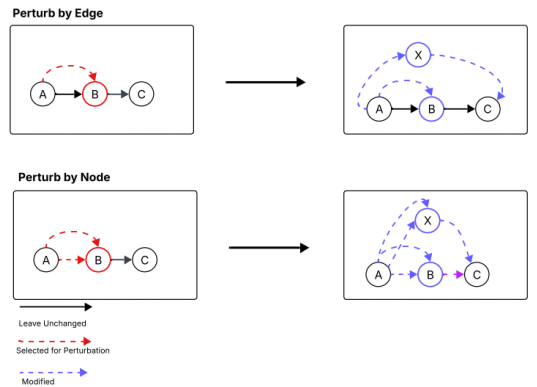 Perturb by Edge
X
A B C
A B C
Perturb by Node
X
A B C
A B C
Leave Unchanged
Selected for Perturbation
Modified